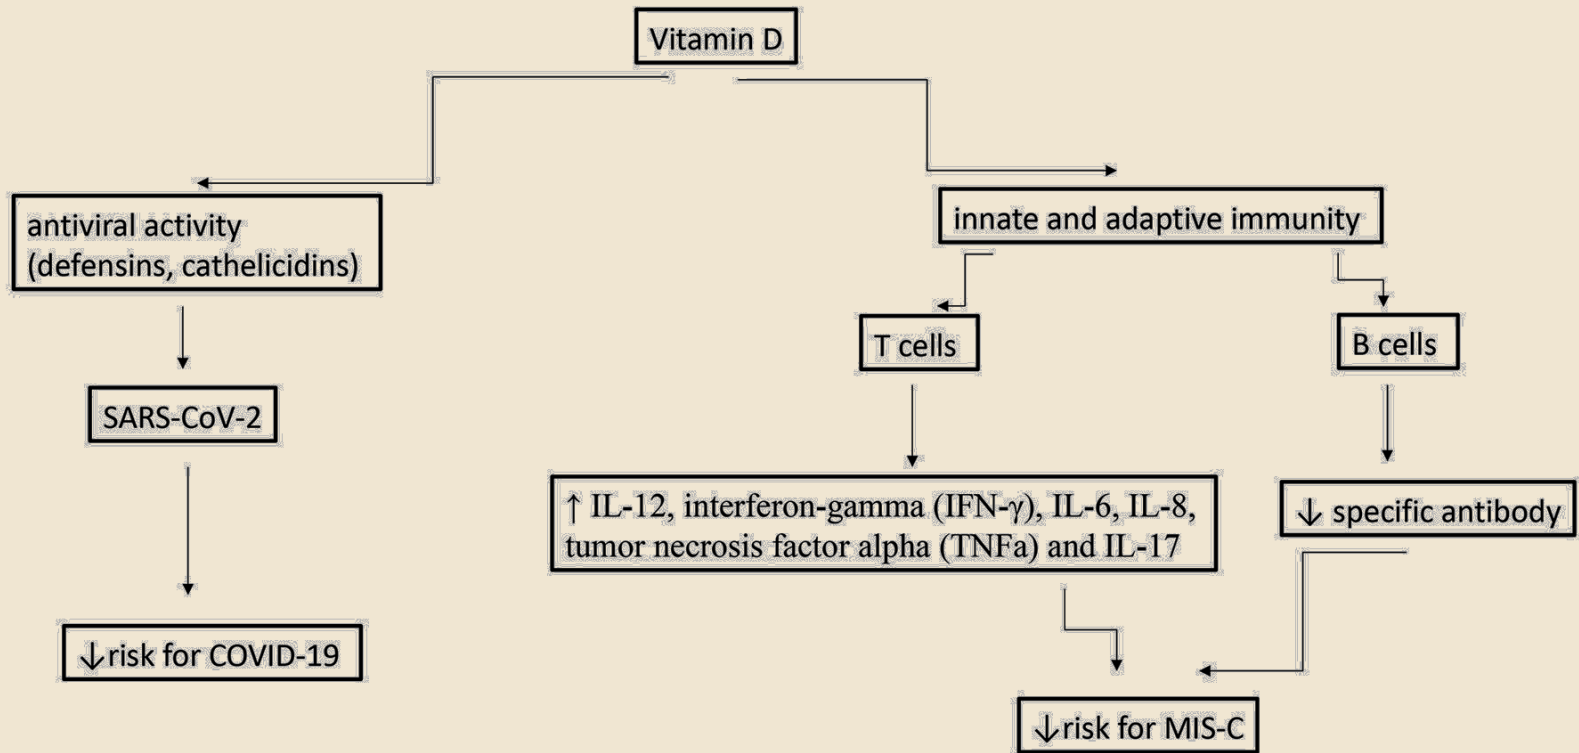 Vitamin D
antiviral activity
(defensins, cathelicidins)
innate and adaptive immunity
T cells
B cells
SARS-CoV-2
↑ IL-12, interferon-gamma (IFN-γ), IL-6, IL-8,
tumor necrosis factor alpha (TNFa) and IL-17
↓ specific antibody
↓risk for COVID-19
↓risk for MIS-C